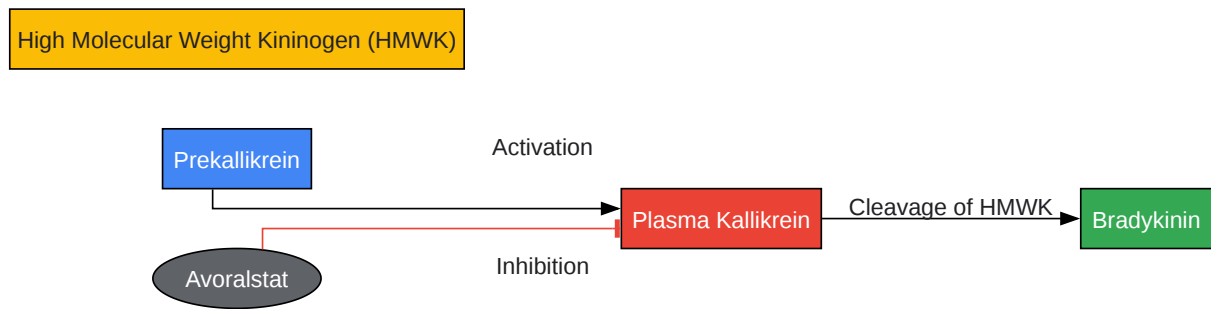 High Molecular Weight Kininogen (HMWK)
Prekallikrein
Activation
Plasma Kallikrein
Cleavage of HMWK
Bradykinin
Avoralstat
Inhibition